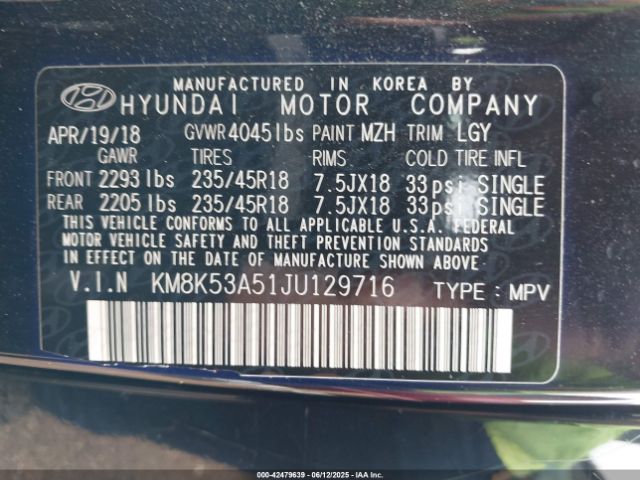 MANUFACTURED IN KOREA BY
HYUNDAI MOTOR COMPANY
APR/19/18 GVWR 4045lbs PAINT MZH TRIM LGY
GAWR TIRES RIMS COLD TIRE INFL
FRONT 2293 lbs 235/45R18 7.5JX18 33psi SINGLE
REAR 2205 lbs 235/45R18 7.5JX18 33psi SINGLE
THIS VEHICLE CONFORMS TO ALL APPLICABLE U.S.A. FEDERAL
MOTOR VEHICLE SAFETY AND THEFT PREVENTION STANDARDS
IN EFFECT ON THE DATE OF MANUFACTURE SHOWN ABOVE.
V.I.N KM8K53A51JU129716 TYPE : MPV
000-42479639 - 06/12/2025 - IAA Inc.